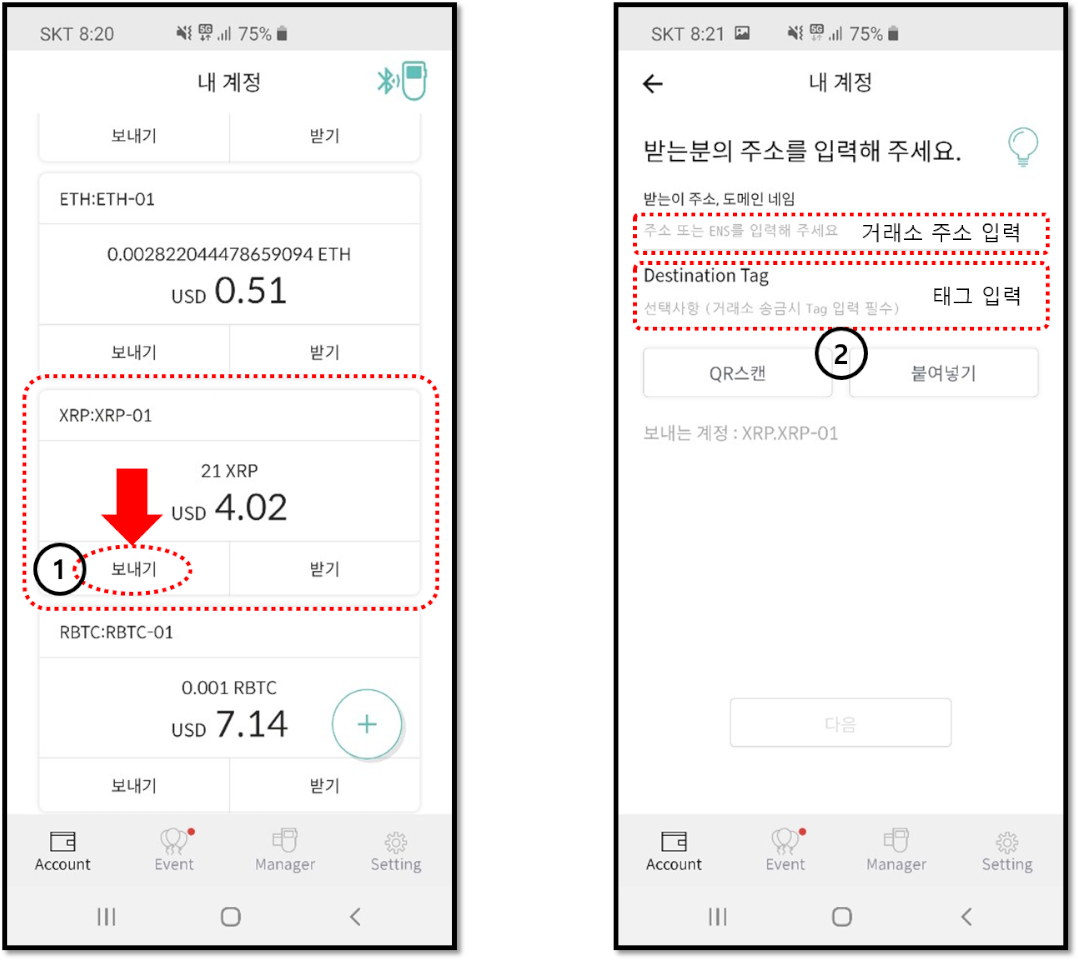 SKT 8:20
75%
내 계정
보내기 받기
ETH:ETH-01
0.002822044478659094 ETH
USD 0.51
보내기 받기
XRP:XRP-01
21 XRP
USD 4.02
1 보내기 받기
RBTC:RBTC-01
0.001 RBTC
USD 7.14
+
보내기 받기
Account Event Manager Setting
SKT 8:21
75%
내 계정
받는분의 주소를 입력해 주세요.
받는이 주소, 도메인 네임
주소 또는 ENS를 입력해 주세요 거래소 주소 입력
Destination Tag
태그 입력
선택사항 (거래소 송금시 Tag 입력 필수)
2
QR스캔 붙여넣기
보내는 계정 : XRP.XRP-01
다음
Account Event Manager Setting